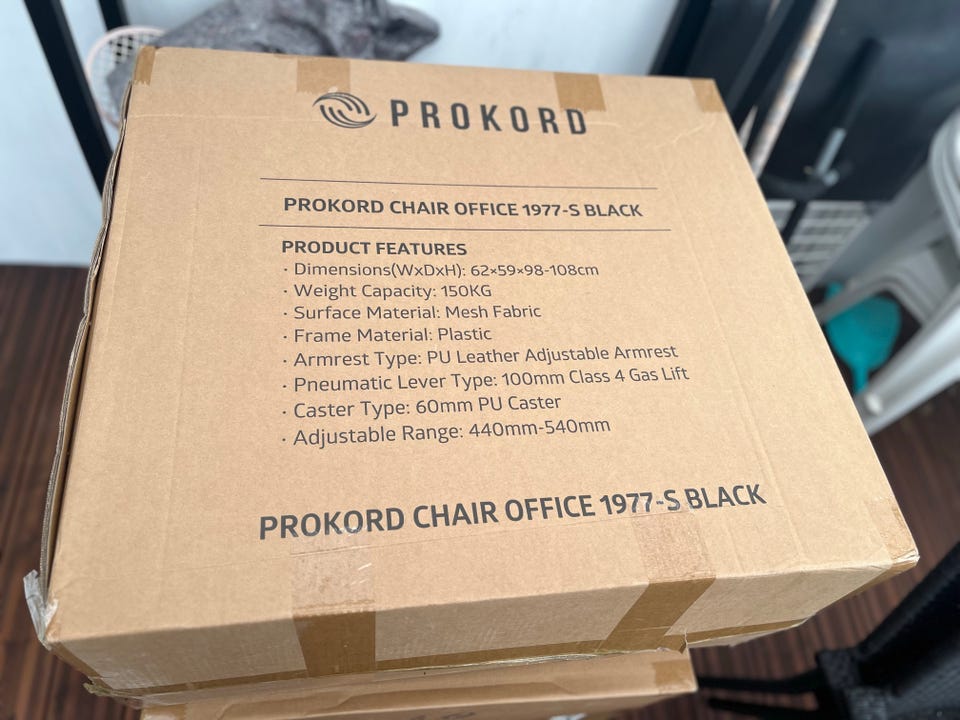 PROKORD
PROKORD CHAIR OFFICE 1977-S BLACK
PRODUCT FEATURES
· Dimensions(WxDxH): 62×59×98-108cm
· Weight Capacity: 150KG
· Surface Material: Mesh Fabric
· Frame Material: Plastic
· Armrest Type: PU Leather Adjustable Armrest
· Pneumatic Lever Type: 100mm Class 4 Gas Lift
· Caster Type: 60mm PU Caster
· Adjustable Range: 440mm-540mm
PROKORD CHAIR OFFICE 1977-S BLACK